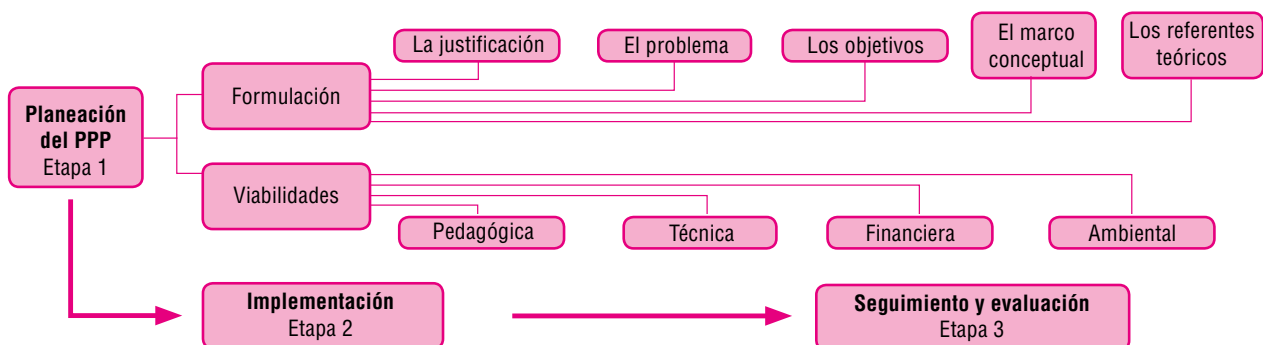 La justificación
El problema
Los objetivos
El marco
conceptual
Los referentes
teóricos
Formulación
Planeación
del PPP
Etapa 1
Viabilidades
Pedagógica
Técnica
Financiera
Ambiental
Implementación
Etapa 2
Seguimiento y evaluación
Etapa 3